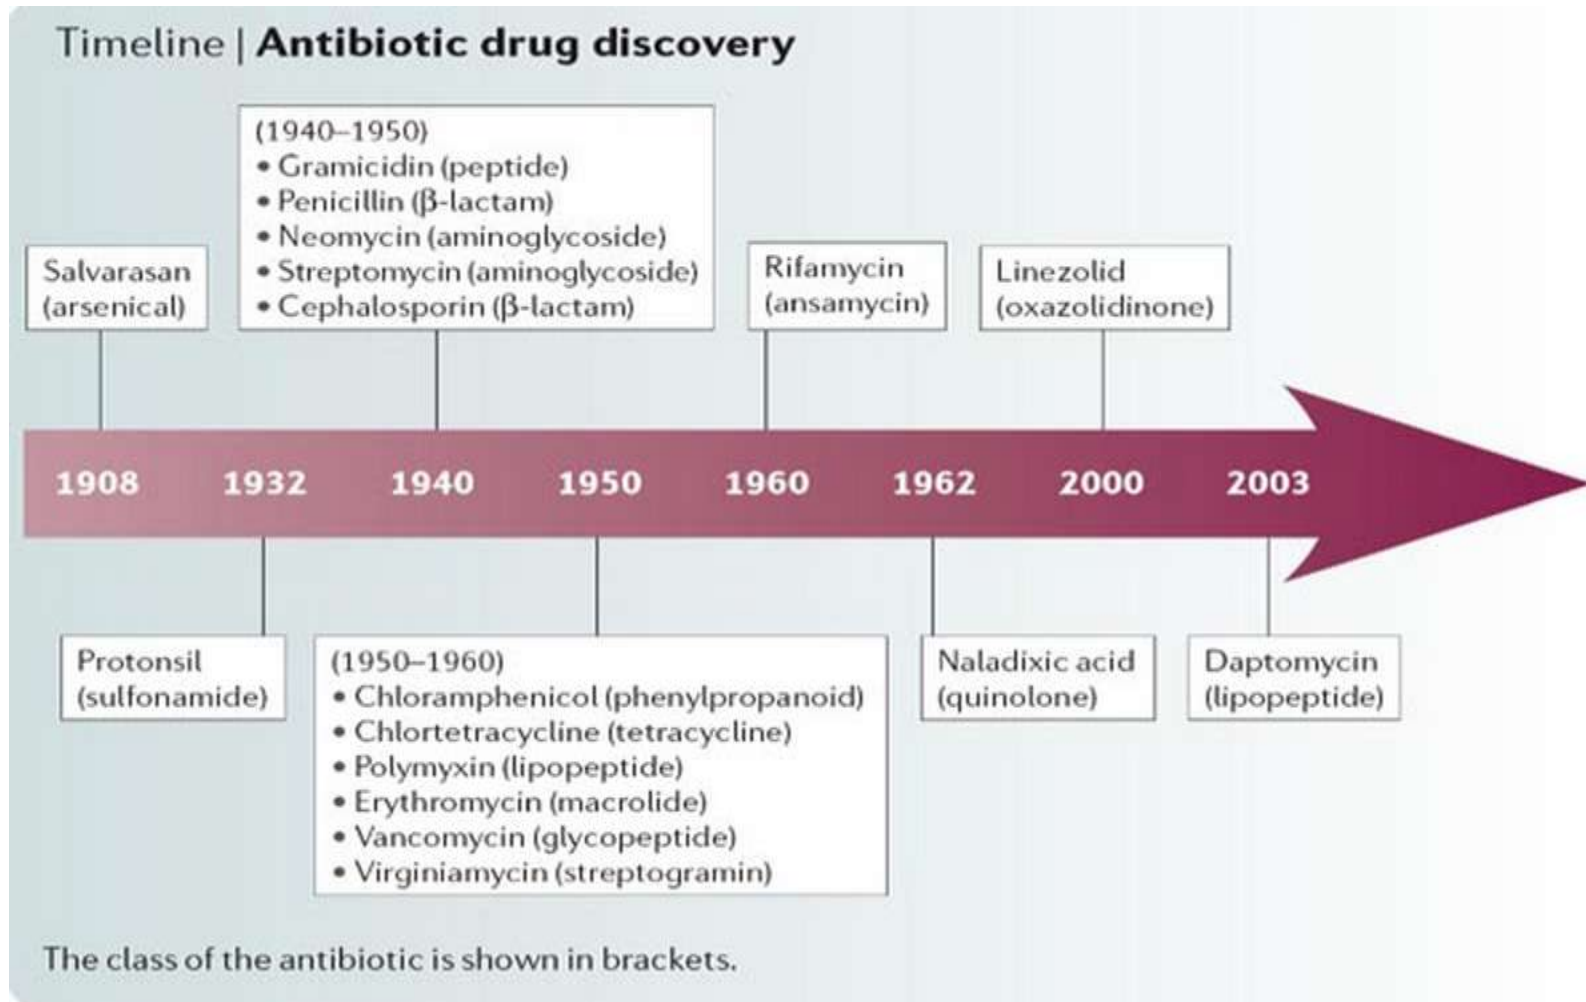 Timeline | Antibiotic drug discovery
(1940–1950)
• Gramicidin (peptide)
• Penicillin (β-lactam)
• Neomycin (aminoglycoside)
• Streptomycin (aminoglycoside)
• Cephalosporin (β-lactam)
Salvarasan
(arsenical)
Rifamycin
(ansamycin)
Linezolid
(oxazolidinone)
1908 1932 1940 1950 1960 1962 2000 2003
Protonsil
(sulfonamide)
(1950–1960)
• Chloramphenicol (phenylpropanoid)
• Chlortetracycline (tetracycline)
• Polymyxin (lipopeptide)
• Erythromycin (macrolide)
• Vancomycin (glycopeptide)
• Virginiamycin (streptogramin)
Naladixic acid
(quinolone)
Daptomycin
(lipopeptide)
The class of the antibiotic is shown in brackets.